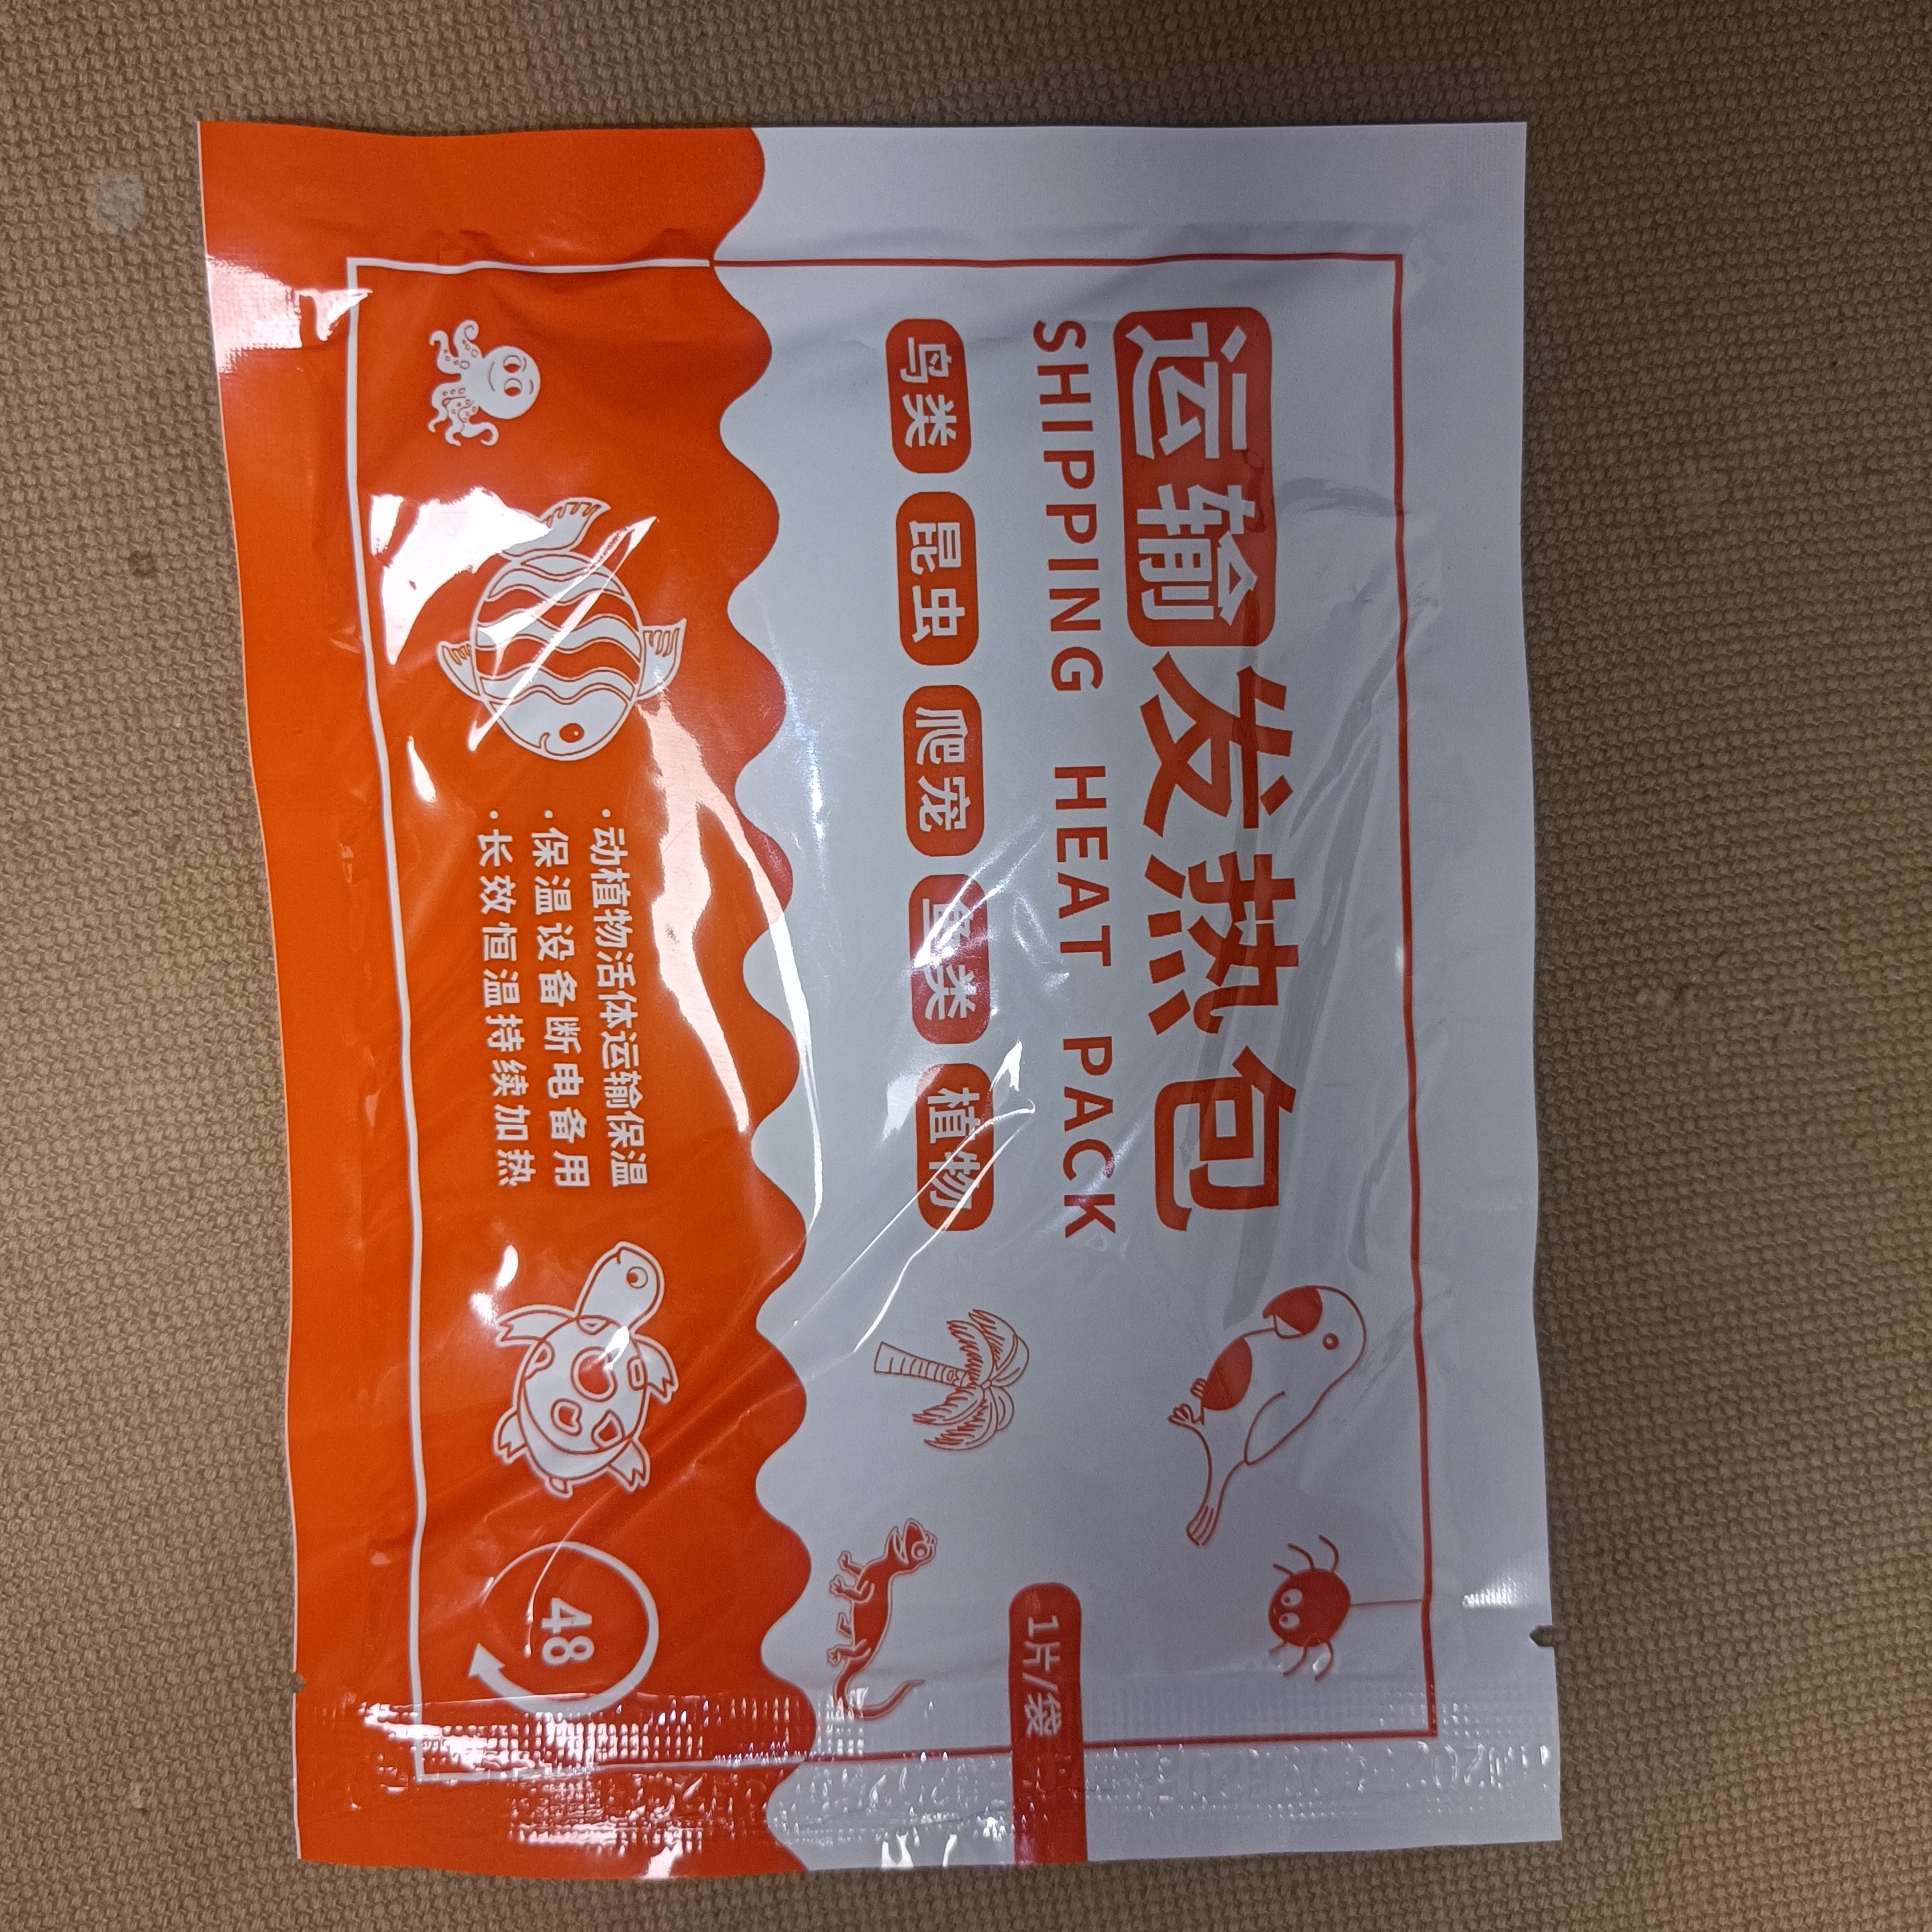 运输发热包
SHIPPING HEAT PACK
鸟类 昆虫 爬宠 鱼类 植物
1片/袋
·动植物活体运输保温
·保温设备断电备用
·长效恒温持续加热
48